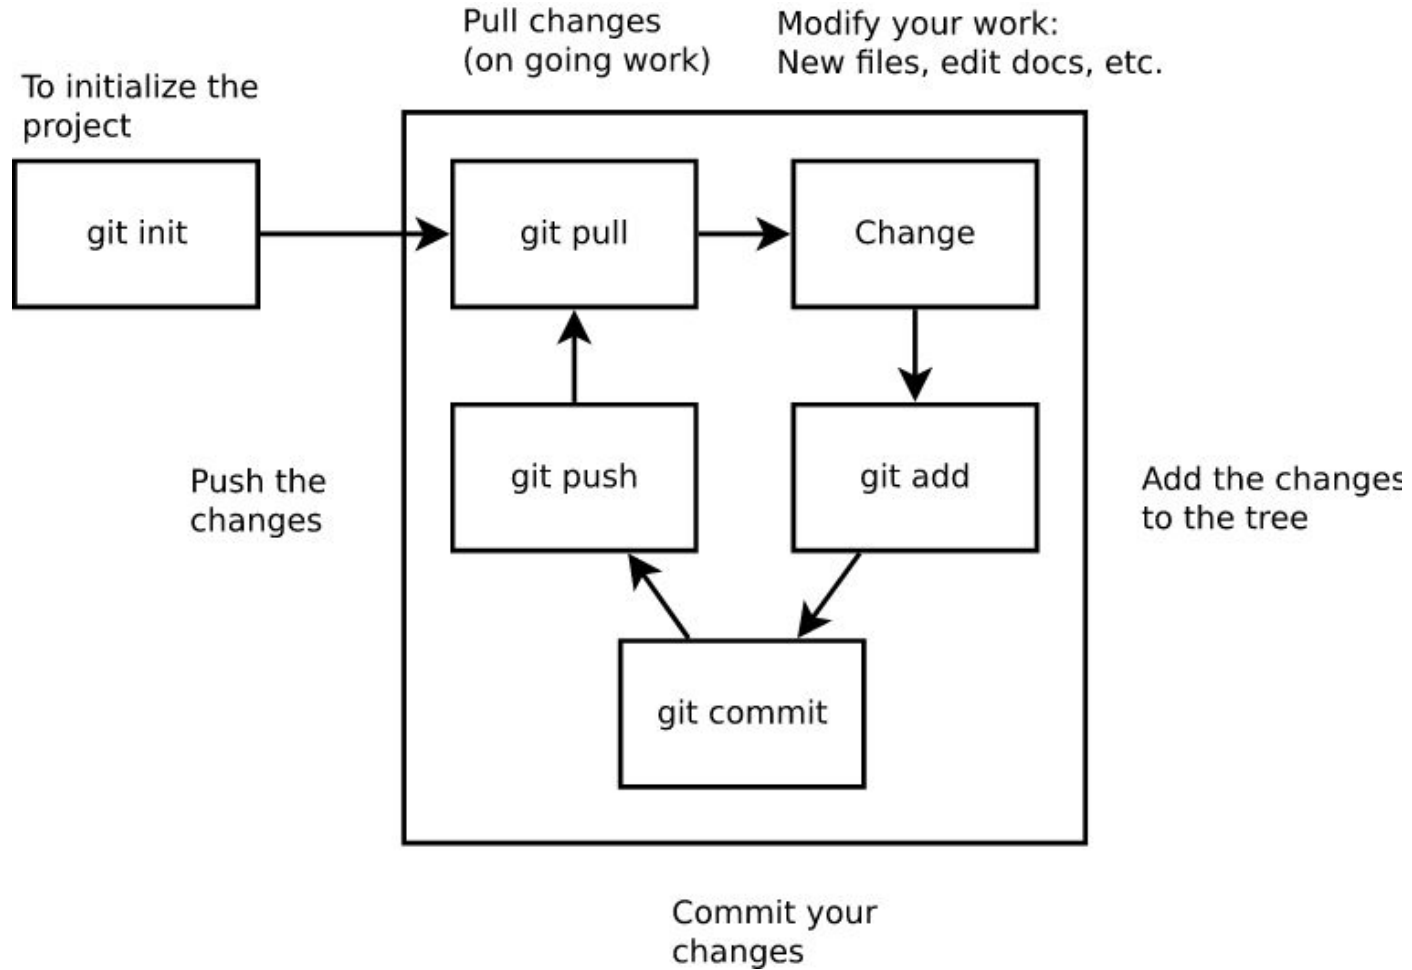 Pull changes
(on going work)
Modify your work:
New files, edit docs, etc.
To initialize the
project
git init
git pull
Change
Push the
changes
git push
git add
Add the changes
to the tree
git commit
Commit your
changes